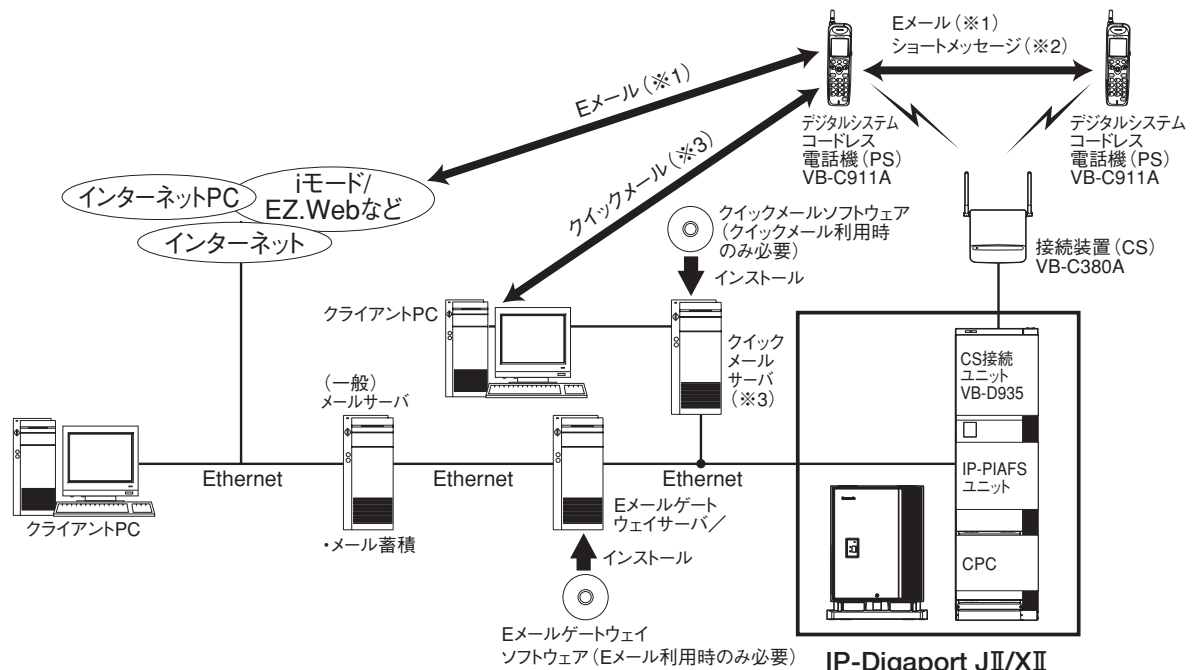 Eメール（※1）
ショートメッセージ（※2）
Eメール（※1）
クイックメール（※3）
デジタルシステム
コードレス
電話機（PS）
VB-C911A
デジタルシステム
コードレス
電話機（PS）
VB-C911A
インターネットPC
iモード/
EZ.Webなど
インターネット
クイックメールソフトウェア
（クイックメール利用時
のみ必要）
インストール
接続装置（CS）
VB-C380A
クライアントPC
クイック
メール
サーバ
（※3）
CS接続
ユニット
VB-D935
（一般）
メールサーバ
Ethernet
Ethernet
Ethernet
IP-PIAFS
ユニット
クライアントPC
・メール蓄積
Eメールゲート
ウェイサーバ／
インストール
CPC
Eメールゲートウェイ
ソフトウェア（Eメール利用時のみ必要）
IP-Digaport JⅡ/XⅡ